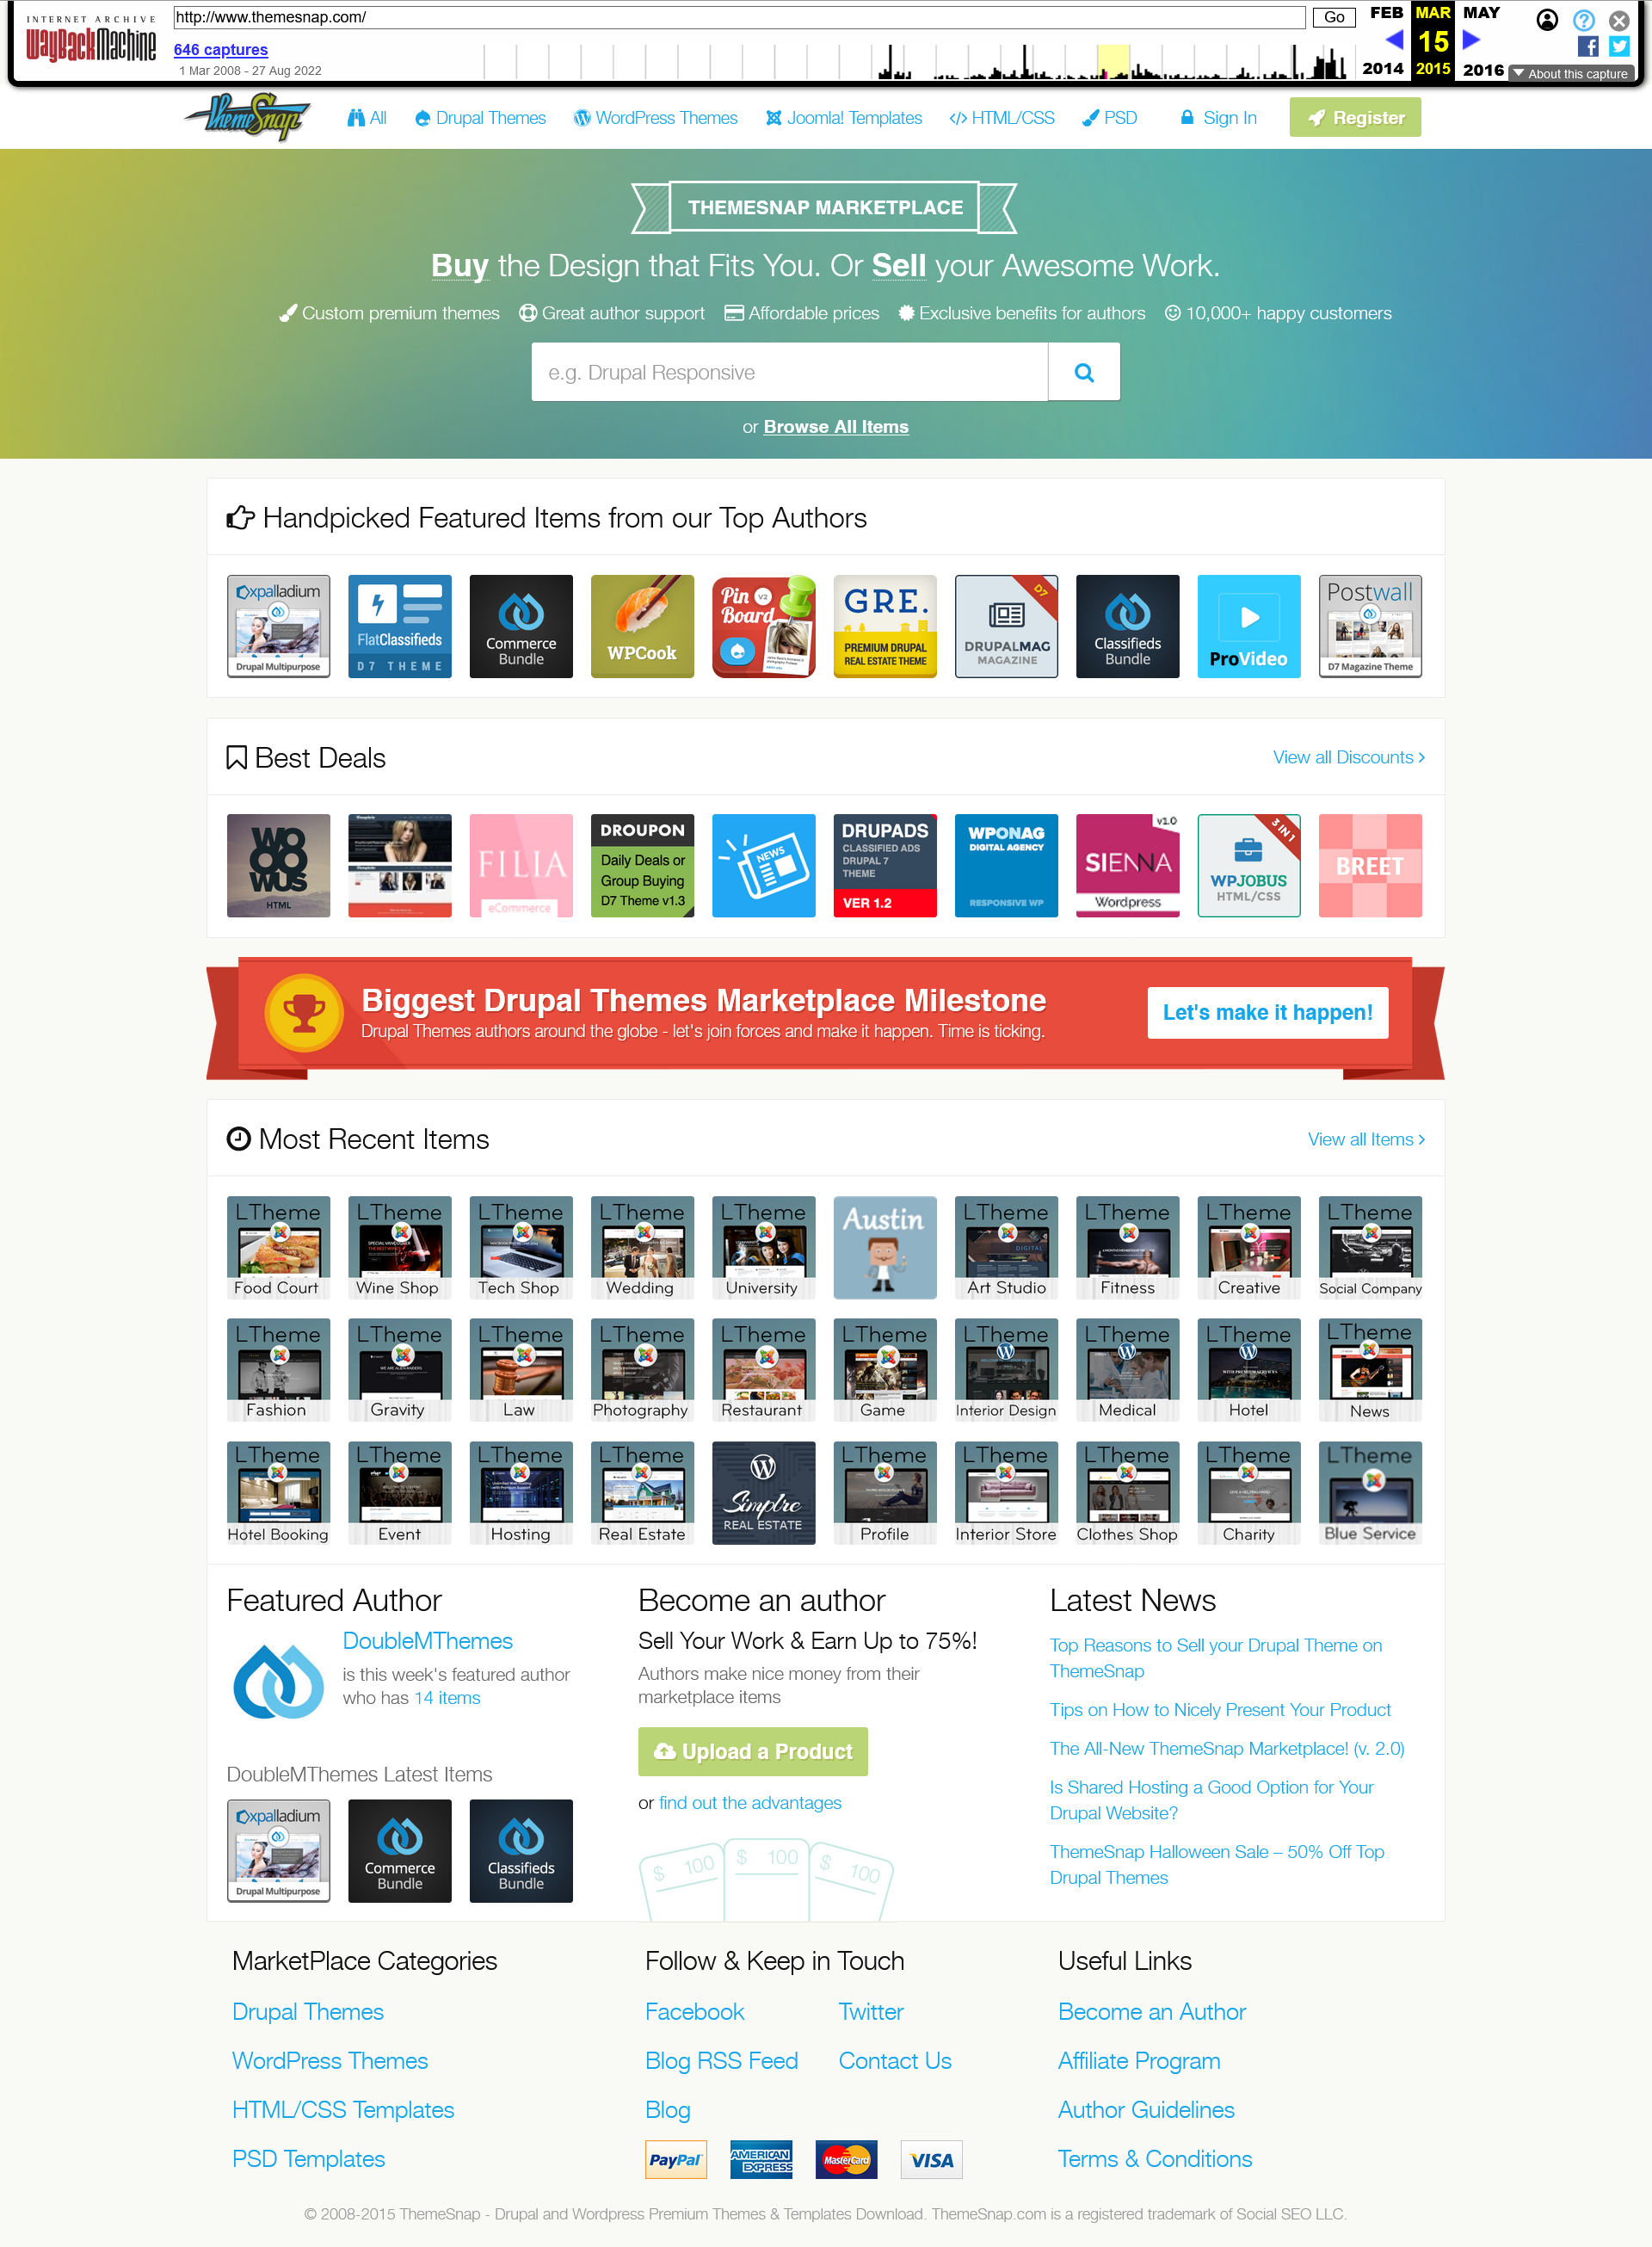 INTERNET ARCHIVE
WayBackMachine
http://www.themesnap.com/
Go
646 captures
1 Mar 2008 - 27 Aug 2022
FEB MAR MAY
15
2014 2015 2016
About this capture
ThemeSnap
All Drupal Themes WordPress Themes Joomla! Templates </> HTML/CSS PSD Sign In Register
THEMESNAP MARKETPLACE
Buy the Design that Fits You. Or Sell your Awesome Work.
Custom premium themes Great author support Affordable prices Exclusive benefits for authors 10,000+ happy customers
e.g. Drupal Responsive
or Browse All Items
Handpicked Featured Items from our Top Authors
Expalladium
Drupal Multipurpose
FlatClassifieds
D7 THEME
Commerce
Bundle
WPCook
Pin V2
Board
GRE.
PREMIUM DRUPAL
REAL ESTATE THEME
D7
DRUPALMAG
MAGAZINE
Classifieds
Bundle
ProVideo
Postwall
D7 Magazine Theme
Best Deals
View all Discounts >
WOOOWUS
HTML
FILIA
eCommerce
DROUPON
Daily Deals or
Group Buying
D7 Theme v1.3
NEWS
DRUPADS
CLASSIFIED ADS
DRUPAL 7
THEME
VER 1.2
WPONAG
DIGITAL AGENCY
RESPONSIVE WP
v1.0
SIENNA
Wordpress
3 IN 1
WPJOBUS
HTML/CSS
BREET
Biggest Drupal Themes Marketplace Milestone
Drupal Themes authors around the globe - let's join forces and make it happen. Time is ticking.
Let's make it happen!
Most Recent Items
View all Items >
LTheme LTheme LTheme LTheme LTheme Austin LTheme LTheme LTheme LTheme
Food Court Wine Shop Tech Shop Wedding University Art Studio Fitness Creative Social Company
LTheme LTheme LTheme LTheme LTheme LTheme LTheme LTheme LTheme LTheme
Fashion Gravity Law Photography Restaurant Game Interior Design Medical Hotel News
LTheme LTheme LTheme LTheme Simplre LTheme LTheme LTheme LTheme LTheme
Hotel Booking Event Hosting Real Estate REAL ESTATE Profile Interior Store Clothes Shop Charity Blue Service
Featured Author
DoubleMThemes
is this week's featured author
who has 14 items
DoubleMThemes Latest Items
Expalladium
Drupal Multipurpose
Commerce
Bundle
Classifieds
Bundle
Become an author
Sell Your Work & Earn Up to 75%!
Authors make nice money from their
marketplace items
Upload a Product
or find out the advantages
$ 100 $ 100 $ 100
Latest News
Top Reasons to Sell your Drupal Theme on
ThemeSnap
Tips on How to Nicely Present Your Product
The All-New ThemeSnap Marketplace! (v. 2.0)
Is Shared Hosting a Good Option for Your
Drupal Website?
ThemeSnap Halloween Sale – 50% Off Top
Drupal Themes
MarketPlace Categories
Drupal Themes
WordPress Themes
HTML/CSS Templates
PSD Templates
Follow & Keep in Touch
Facebook Twitter
Blog RSS Feed Contact Us
Blog
PayPal AMERICAN EXPRESS MasterCard VISA
Useful Links
Become an Author
Affiliate Program
Author Guidelines
Terms & Conditions
© 2008-2015 ThemeSnap - Drupal and Wordpress Premium Themes & Templates Download. ThemeSnap.com is a registered trademark of Social SEO LLC.